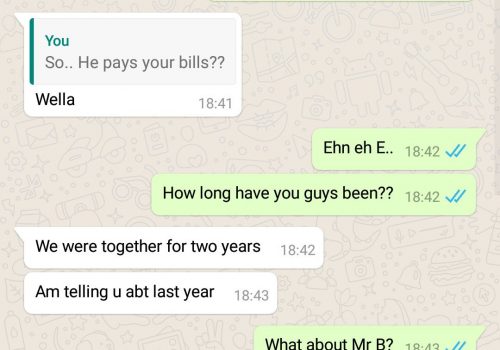 You
So.. He pays your bills??
Wella 18:41
Ehn eh E.. 18:42
How long have you guys been?? 18:42
We were together for two years 18:42
Am telling u abt last year 18:43
What about Mr B? 18:43